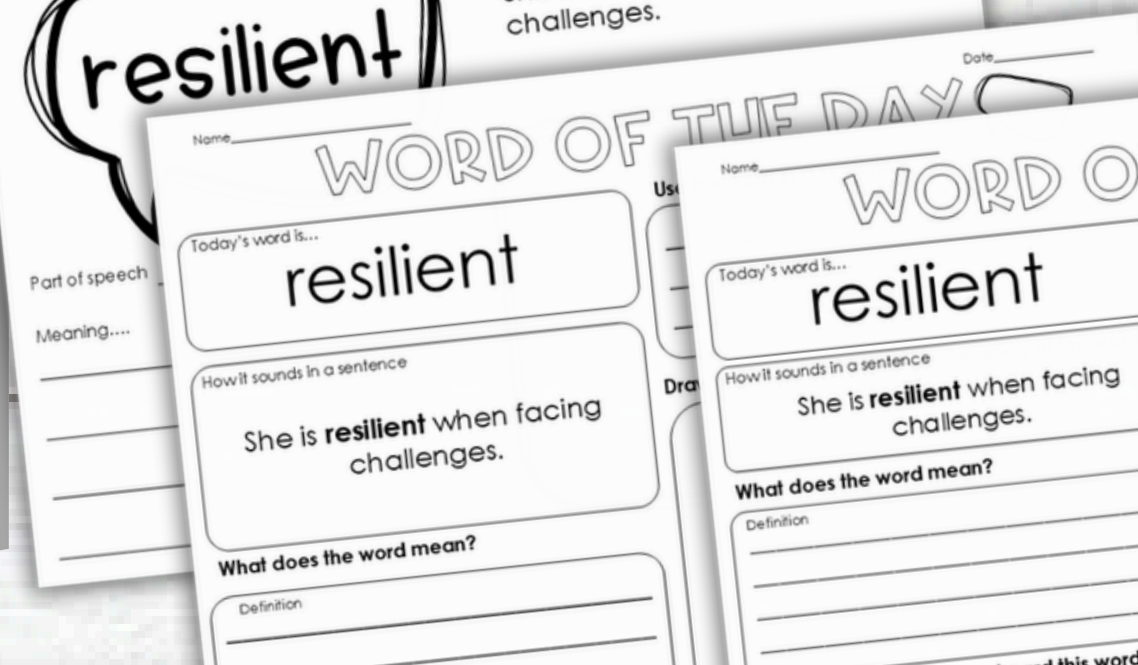 resilient
challenges.
Part of speech
Meaning....
Name
Date
WORD OF THE DAY
Today's word is...
resilient
How it sounds in a sentence
She is resilient when facing
challenges.
What does the word mean?
Definition
Name
WORD
Today's word is...
resilient
How it sounds in a sentence
She is resilient when facing
challenges.
What does the word mean?
Definition
this word